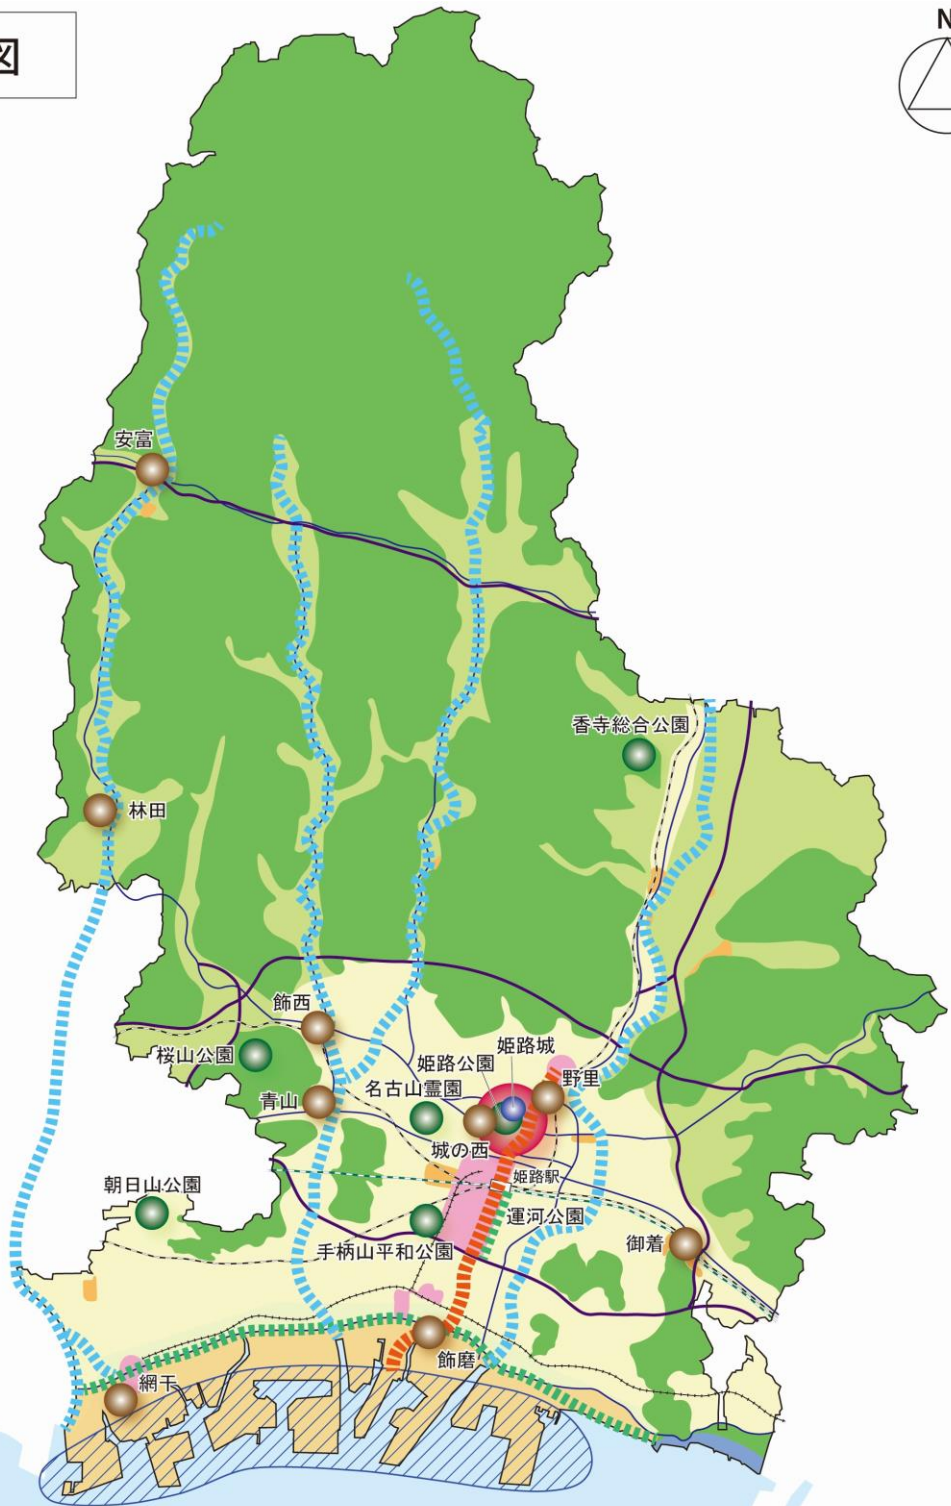 図
N
安富
香寺総合公園
林田
飾西
姫路城
桜山公園
姫路公園
野里
名古山霊園
青山
城の西
姫路駅
朝日山公園
運河公園
御着
手柄山平和公園
飾磨
網干